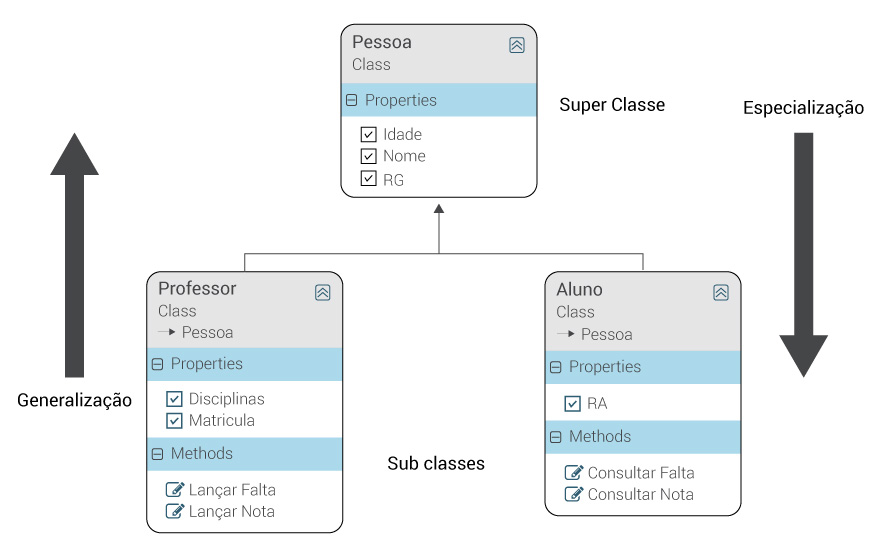 Pessoa
Class
Properties
Idade
Nome
RG
Super Classe
Especialização
Generalização
Professor
Class
Pessoa
Properties
Disciplinas
Matricula
Methods
Lançar Falta
Lançar Nota
Sub classes
Aluno
Class
Pessoa
Properties
RA
Methods
Consultar Falta
Consultar Nota